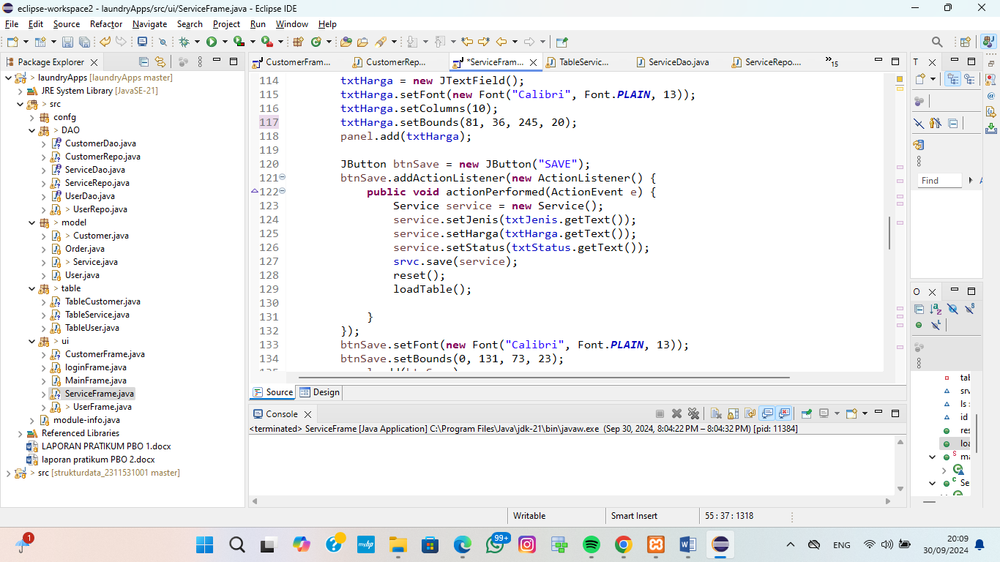 eclipse-workspace2 - laundryApps/src/ui/ServiceFrame.java - Eclipse IDE
File Edit Source Refactor Navigate Search Project Run Window Help
Package Explorer
> laundryApps [laundryApps master]
JRE System Library [JavaSE-21]
> src
confg
> DAO
CustomerDao.java
CustomerRepo.java
ServiceDao.java
ServiceRepo.java
UserDao.java
> UserRepo.java
> model
> Customer.java
Order.java
> Service.java
User.java
> table
TableCustomer.java
TableService.java
TableUser.java
> ui
CustomerFrame.java
loginFrame.java
MainFrame.java
ServiceFrame.java
> UserFrame.java
module-info.java
Referenced Libraries
LAPORAN PRATIKUM PBO 1.docx
laporan pratikum PBO 2.docx
> src [strukturdata_2311531001 master]
CustomerFram... CustomerRep... *ServiceFram... TableServic... ServiceDao.java ServiceRepo.... »15
114 txtHarga = new JTextField();
115 txtHarga.setFont(new Font("Calibri", Font.PLAIN, 13));
116 txtHarga.setColumns(10);
117 txtHarga.setBounds(81, 36, 245, 20);
118 panel.add(txtHarga);
119
120 JButton btnSave = new JButton("SAVE");
121 btnSave.addActionListener(new ActionListener() {
122 public void actionPerformed(ActionEvent e) {
123 Service service = new Service();
124 service.setJenis(txtJenis.getText());
125 service.setHarga(txtHarga.getText());
126 service.setStatus(txtStatus.getText());
127 srvc.save(service);
128 reset();
129 loadTable();
130
131 }
132 });
133 btnSave.setFont(new Font("Calibri", Font.PLAIN, 13));
134 btnSave.setBounds(0, 131, 73, 23);
Source Design
Console
<terminated> ServiceFrame [Java Application] C:\Program Files\Java\jdk-21\bin\javaw.exe (Sep 30, 2024, 8:04:22 PM – 8:04:32 PM) [pid: 11384]
T
Find
O
ls :
id
Writable Smart Insert 55 : 37 : 1318
1
myhp
99+
ENG
20:09
30/09/2024